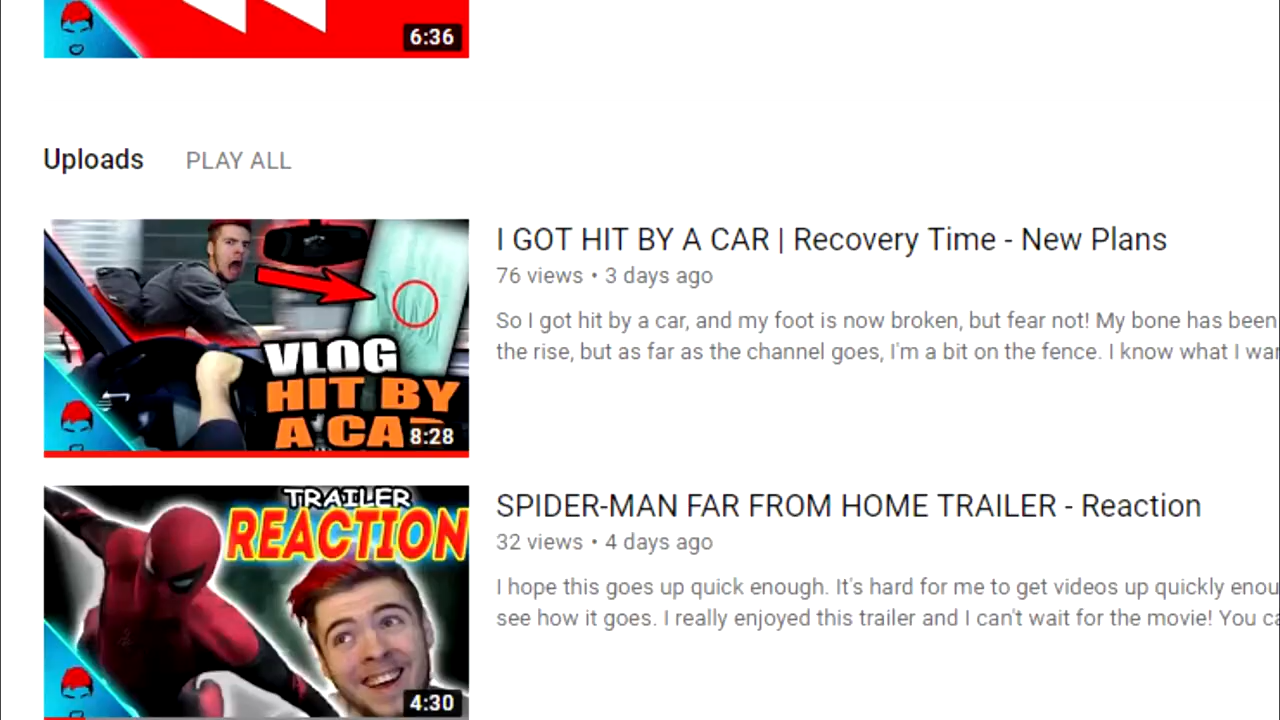 6:36
Uploads PLAY ALL
VLOG
HIT BY
A CA
8:28
I GOT HIT BY A CAR | Recovery Time - New Plans
76 views • 3 days ago
So I got hit by a car, and my foot is now broken, but fear not! My bone has been
the rise, but as far as the channel goes, I'm a bit on the fence. I know what I wa
TRAILER
REACTION
4:30
SPIDER-MAN FAR FROM HOME TRAILER - Reaction
32 views • 4 days ago
I hope this goes up quick enough. It's hard for me to get videos up quickly enou
see how it goes. I really enjoyed this trailer and I can't wait for the movie! You ca